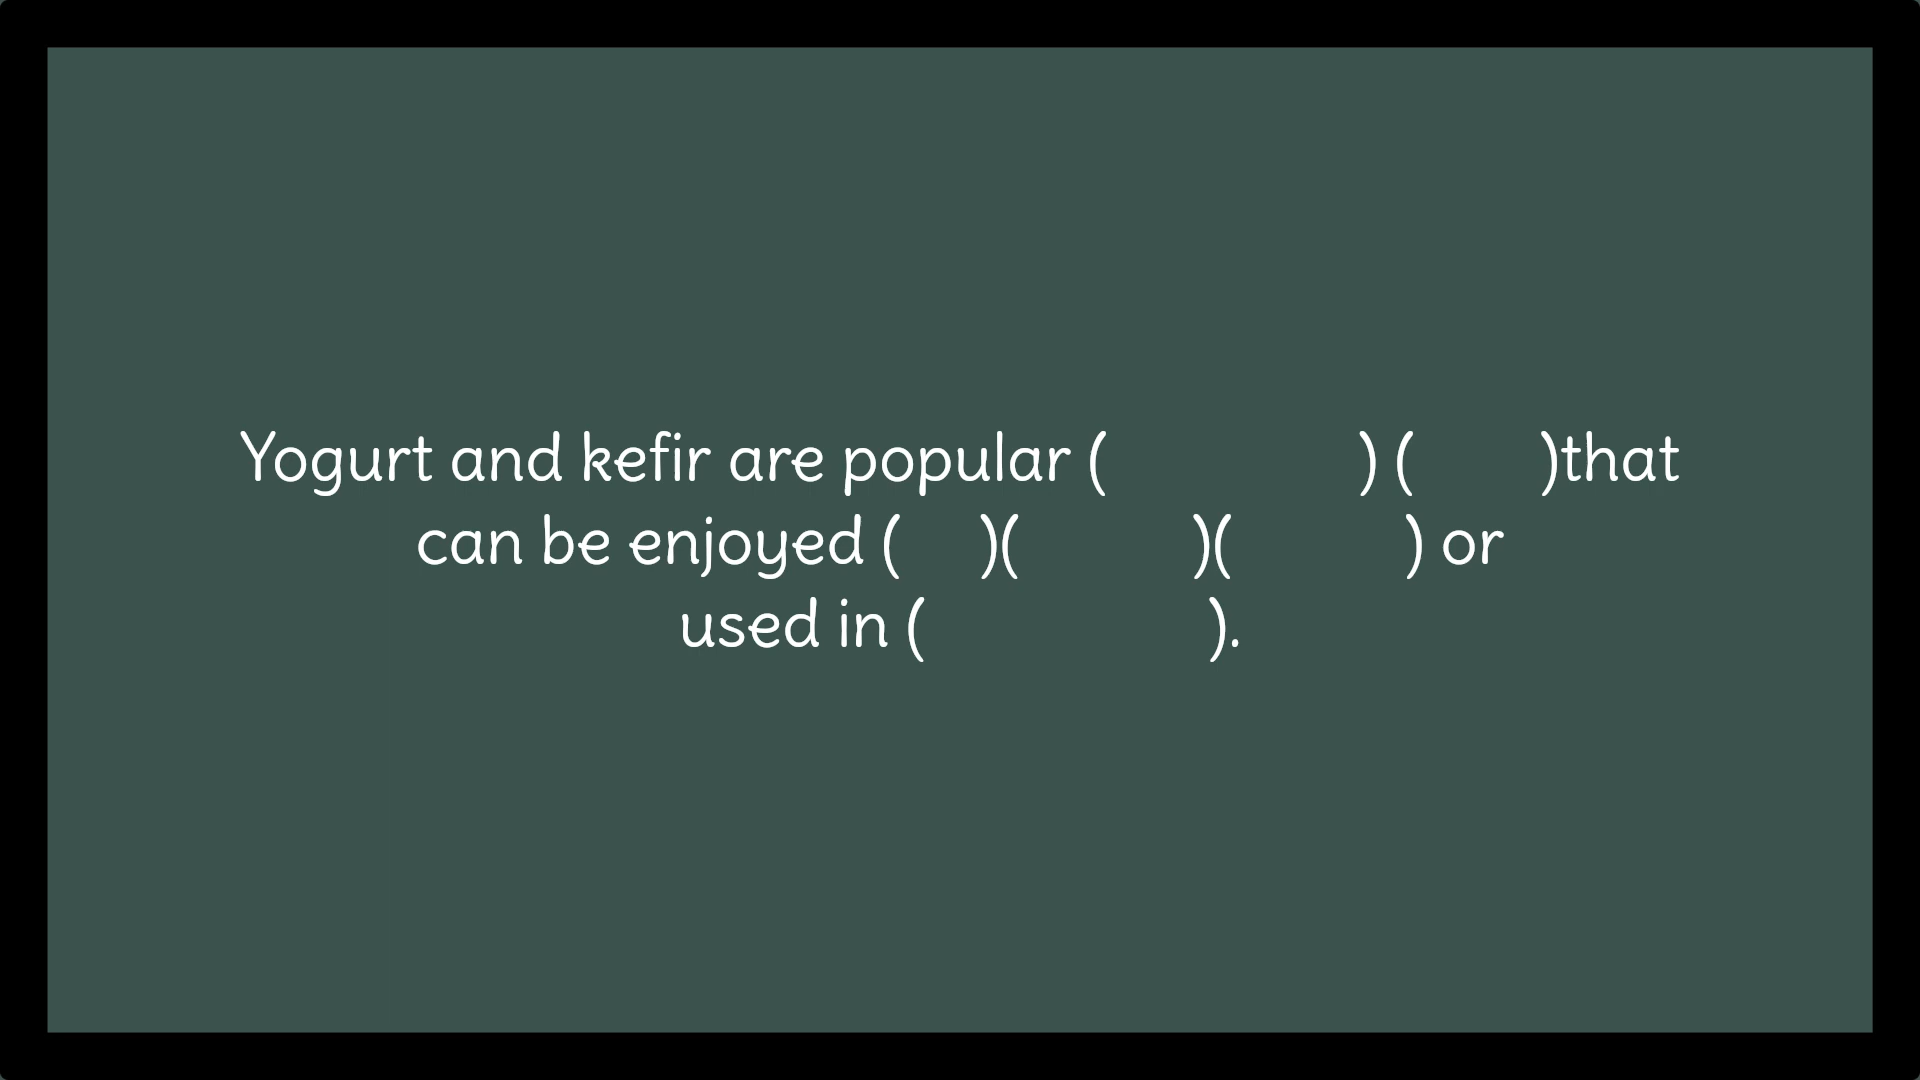 Yogurt and kefir are popular (               ) (       )that
can be enjoyed (    )(          )(          ) or
used in (                ).